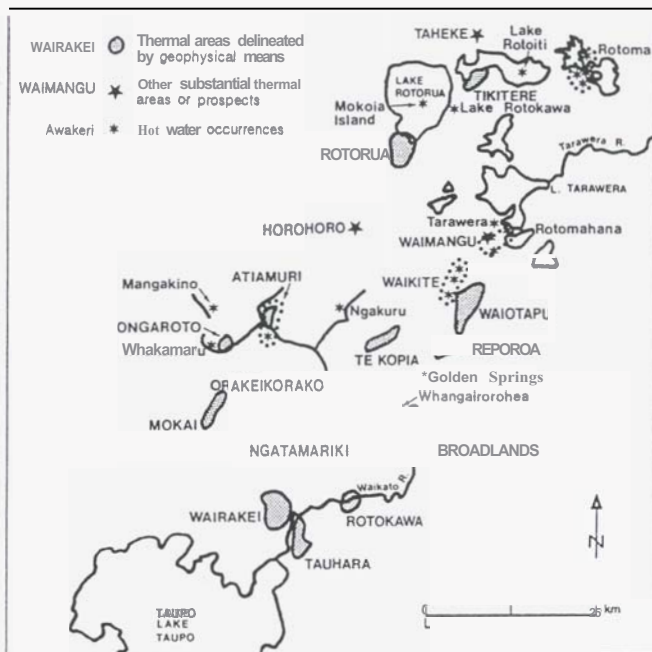 WAIRAKEI
Thermal areas delineated
by geophysical means
WAIMANGU
Other substantial thermal
areas or prospects
Awakeri
Hot water occurrences
TAHEKE
Lake
Rotoiti
Rotoma
LAKE
ROTORUA
Mokoia
Island
TIKITERE
Lake Rotokawa
ROTORUA
Tarawera R.
L. TARAWERA
Tarawera
Rotomahana
WAIMANGU
HOROHORO
WAIKITE
WAIOTAPU
Mangakino
ATIAMURI
Ngakuru
ONGAROTO
Whakamaru
TE KOPIA
REPOROA
*Golden Springs
Whangairorohea
ORAKEIKORAKO
MOKAI
NGATAMARIKI
BROADLANDS
Waikato R.
WAIRAKEI
ROTOKAWA
TAUHARA
N
TAUPO
LAKE
TAUPO
0
25 km